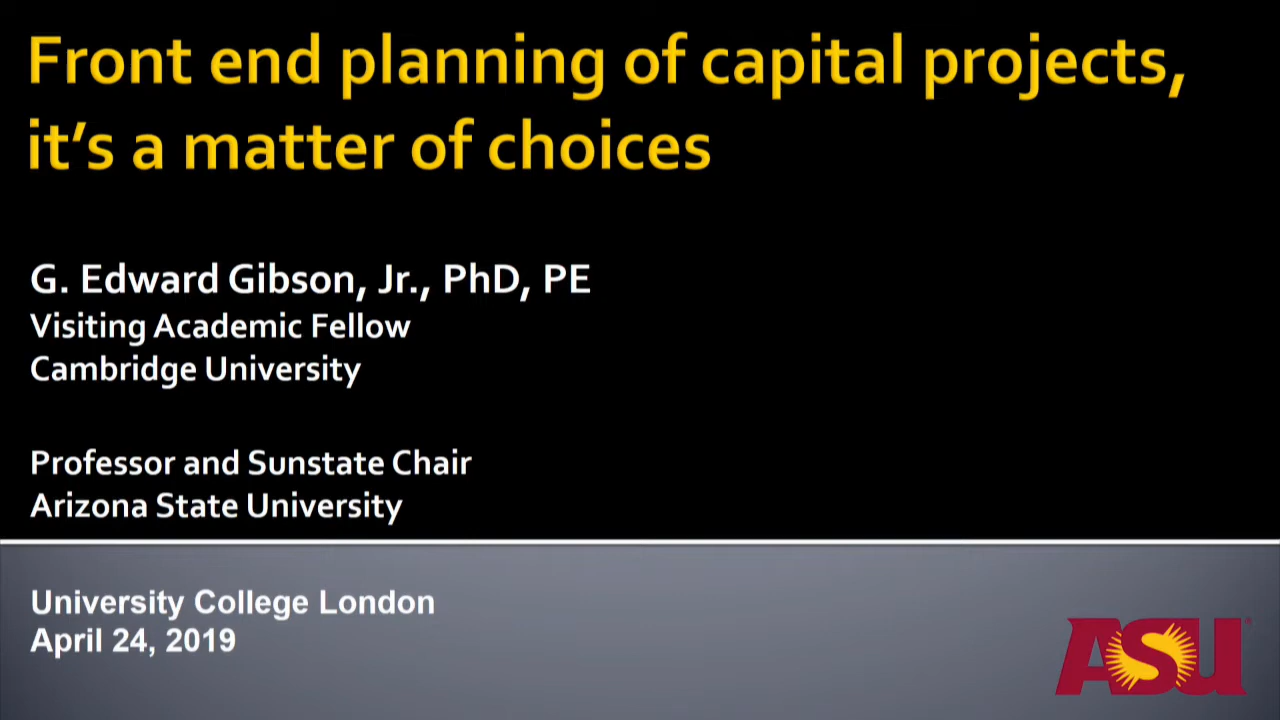 Front end planning of capital projects,
it's a matter of choices
G. Edward Gibson, Jr., PhD, PE
Visiting Academic Fellow
Cambridge University
Professor and Sunstate Chair
Arizona State University
University College London
April 24, 2019
ASU